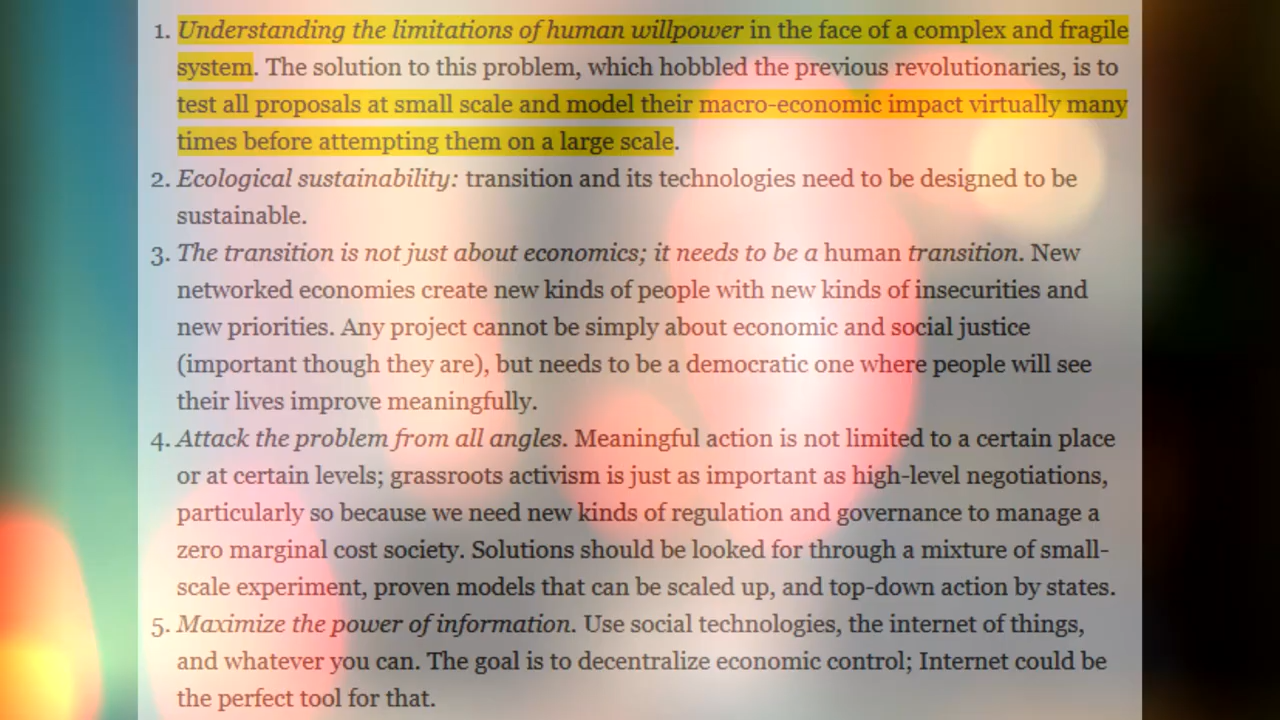 1. Understanding the limitations of human willpower in the face of a complex and fragile
system. The solution to this problem, which hobbled the previous revolutionaries, is to
test all proposals at small scale and model their macro-economic impact virtually many
times before attempting them on a large scale.
2. Ecological sustainability: transition and its technologies need to be designed to be
sustainable.
3. The transition is not just about economics; it needs to be a human transition. New
networked economies create new kinds of people with new kinds of insecurities and
new priorities. Any project cannot be simply about economic and social justice
(important though they are), but needs to be a democratic one where people will see
their lives improve meaningfully.
4. Attack the problem from all angles. Meaningful action is not limited to a certain place
or at certain levels; grassroots activism is just as important as high-level negotiations,
particularly so because we need new kinds of regulation and governance to manage a
zero marginal cost society. Solutions should be looked for through a mixture of small-
scale experiment, proven models that can be scaled up, and top-down action by states.
5. Maximize the power of information. Use social technologies, the internet of things,
and whatever you can. The goal is to decentralize economic control; Internet could be
the perfect tool for that.